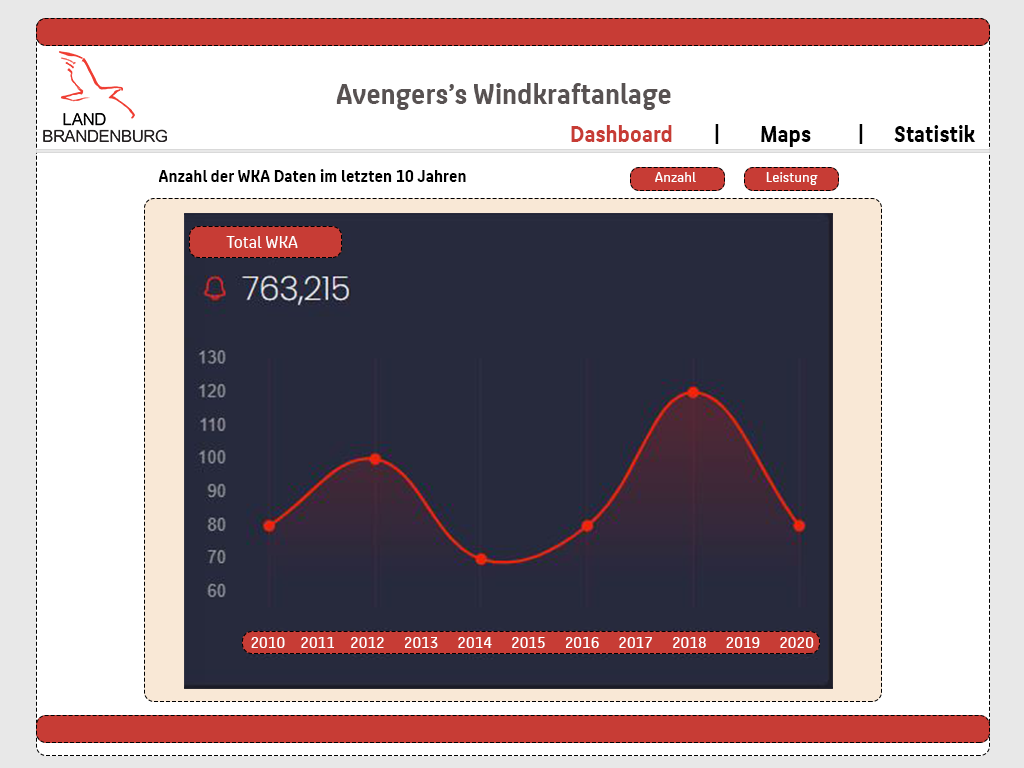 LAND
BRANDENBURG
Avengers’s Windkraftanlage
Dashboard | Maps | Statistik
Anzahl der WKA Daten im letzten 10 Jahren
Anzahl
Leistung
Total WKA
763,215
130
120
110
100
90
80
70
60
2010 2011 2012 2013 2014 2015 2016 2017 2018 2019 2020